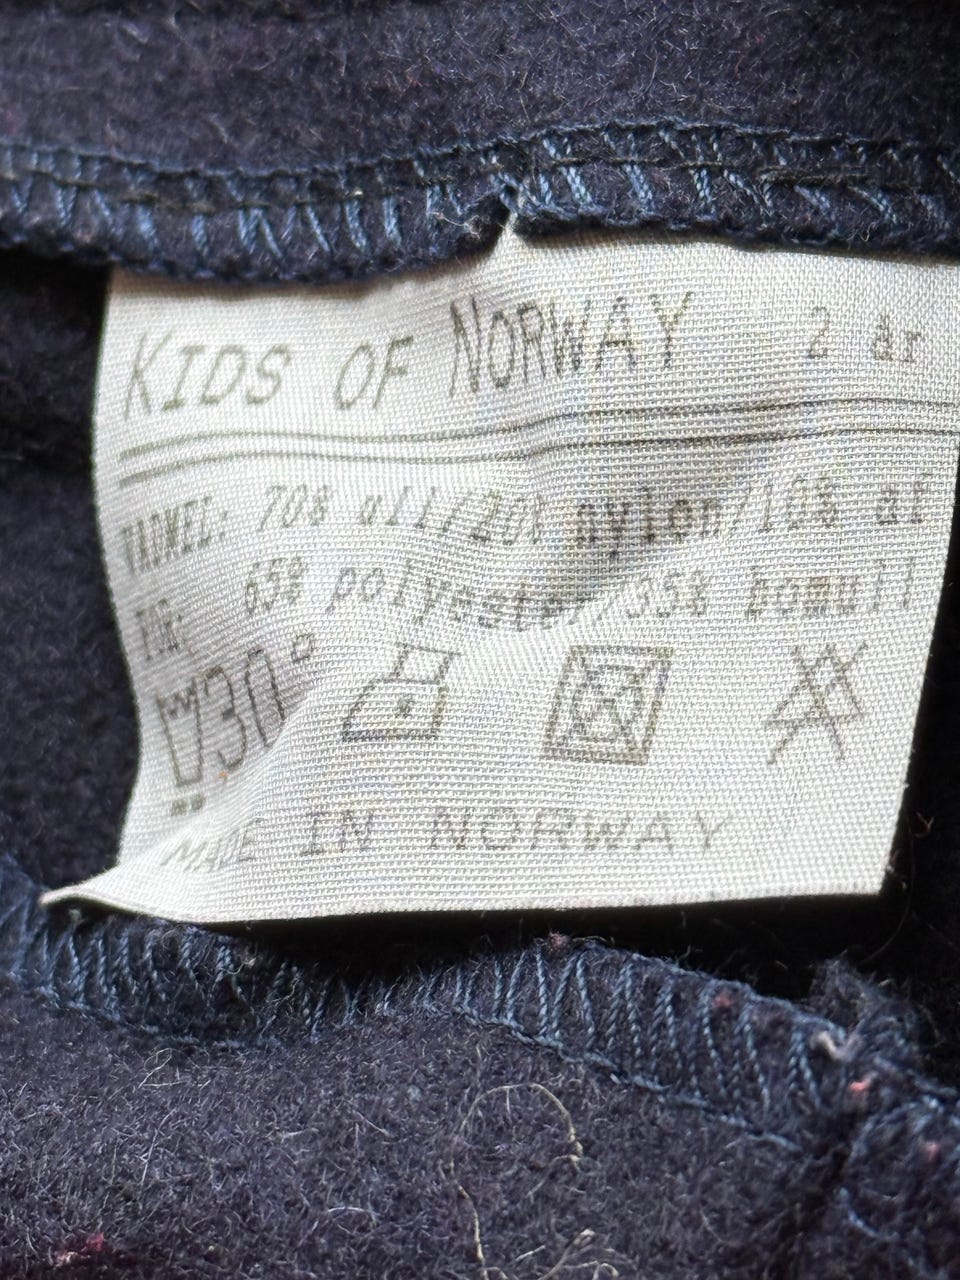 KIDS OF NORWAY 2 år
VADMEL: 70% ull/20% nylon/10% af
FOR: 65% polyester/35% bomull
30°
MADE IN NORWAY